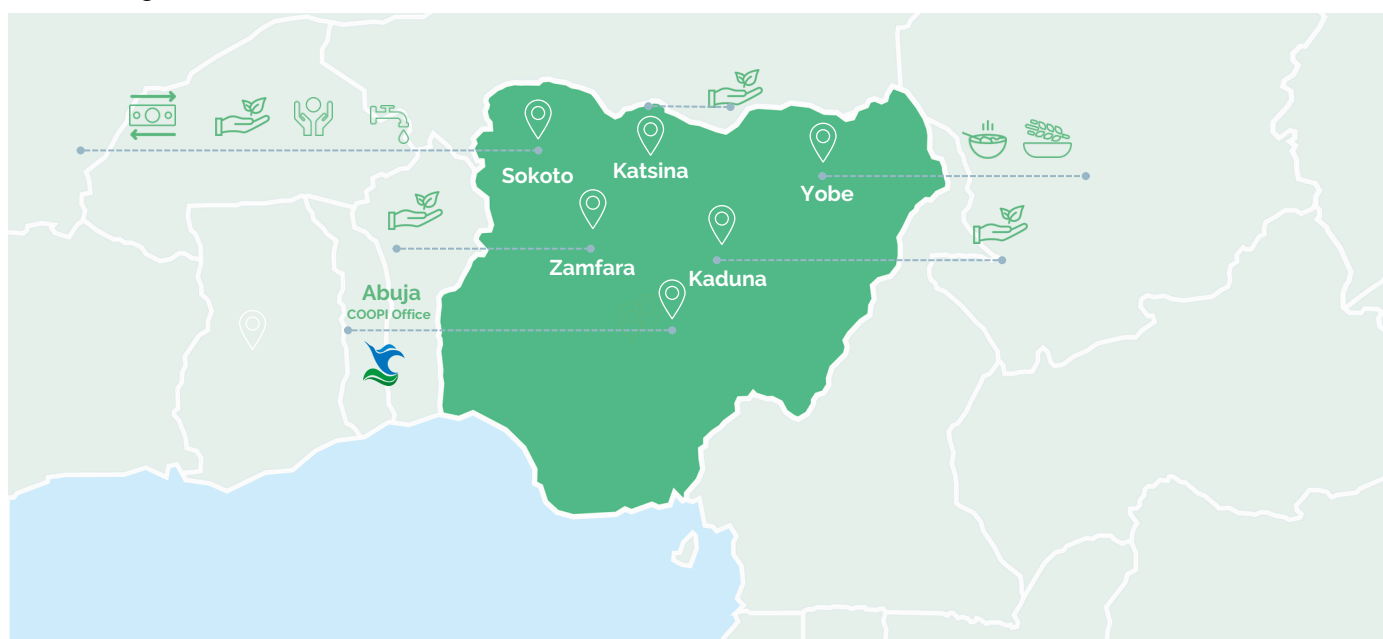 Sokoto
Katsina
Yobe
Zamfara
Kaduna
Abuja
COOPI Office